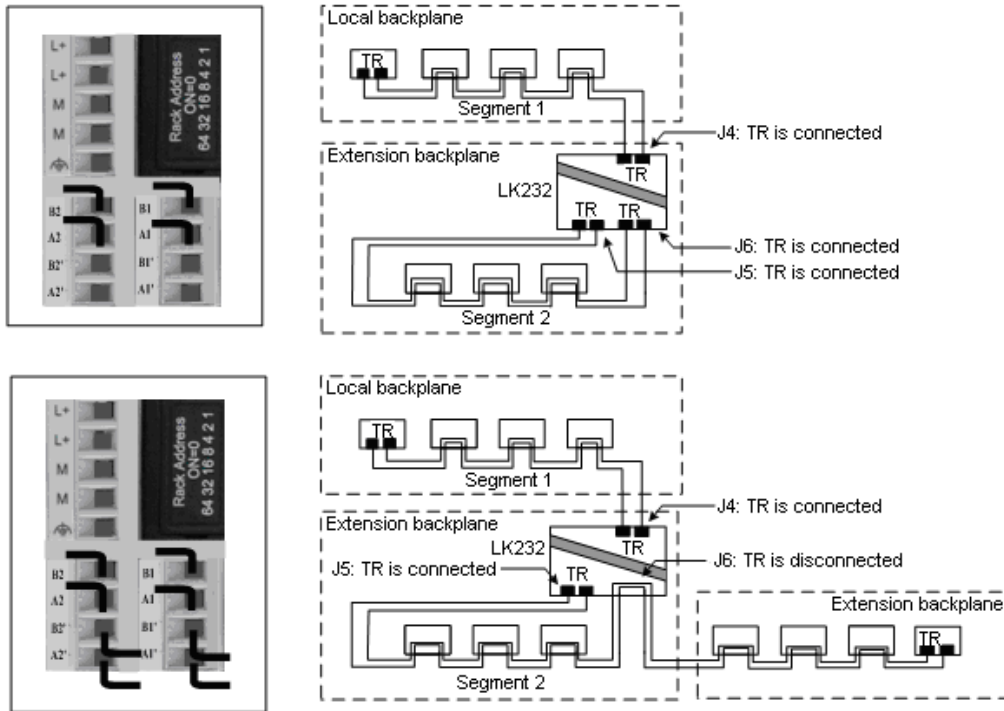 L+
L+
M
M
B2
A2
B2'
A2'
B1
A1
B1'
A1'
Rack Address
ON=0
64 32 16 8 4 2 1
Local backplane
TR
Segment 1
J4: TR is connected
Extension backplane
TR
LK232
TR
TR
J6: TR is connected
J5: TR is connected
Segment 2
L+
L+
M
M
B2
A2
B2'
A2'
B1
A1
B1'
A1'
Rack Address
ON=0
64 32 16 8 4 2 1
Local backplane
TR
Segment 1
J4: TR is connected
Extension backplane
LK232
TR
J6: TR is disconnected
J5: TR is connected
TR
Segment 2
Extension backplane
TR